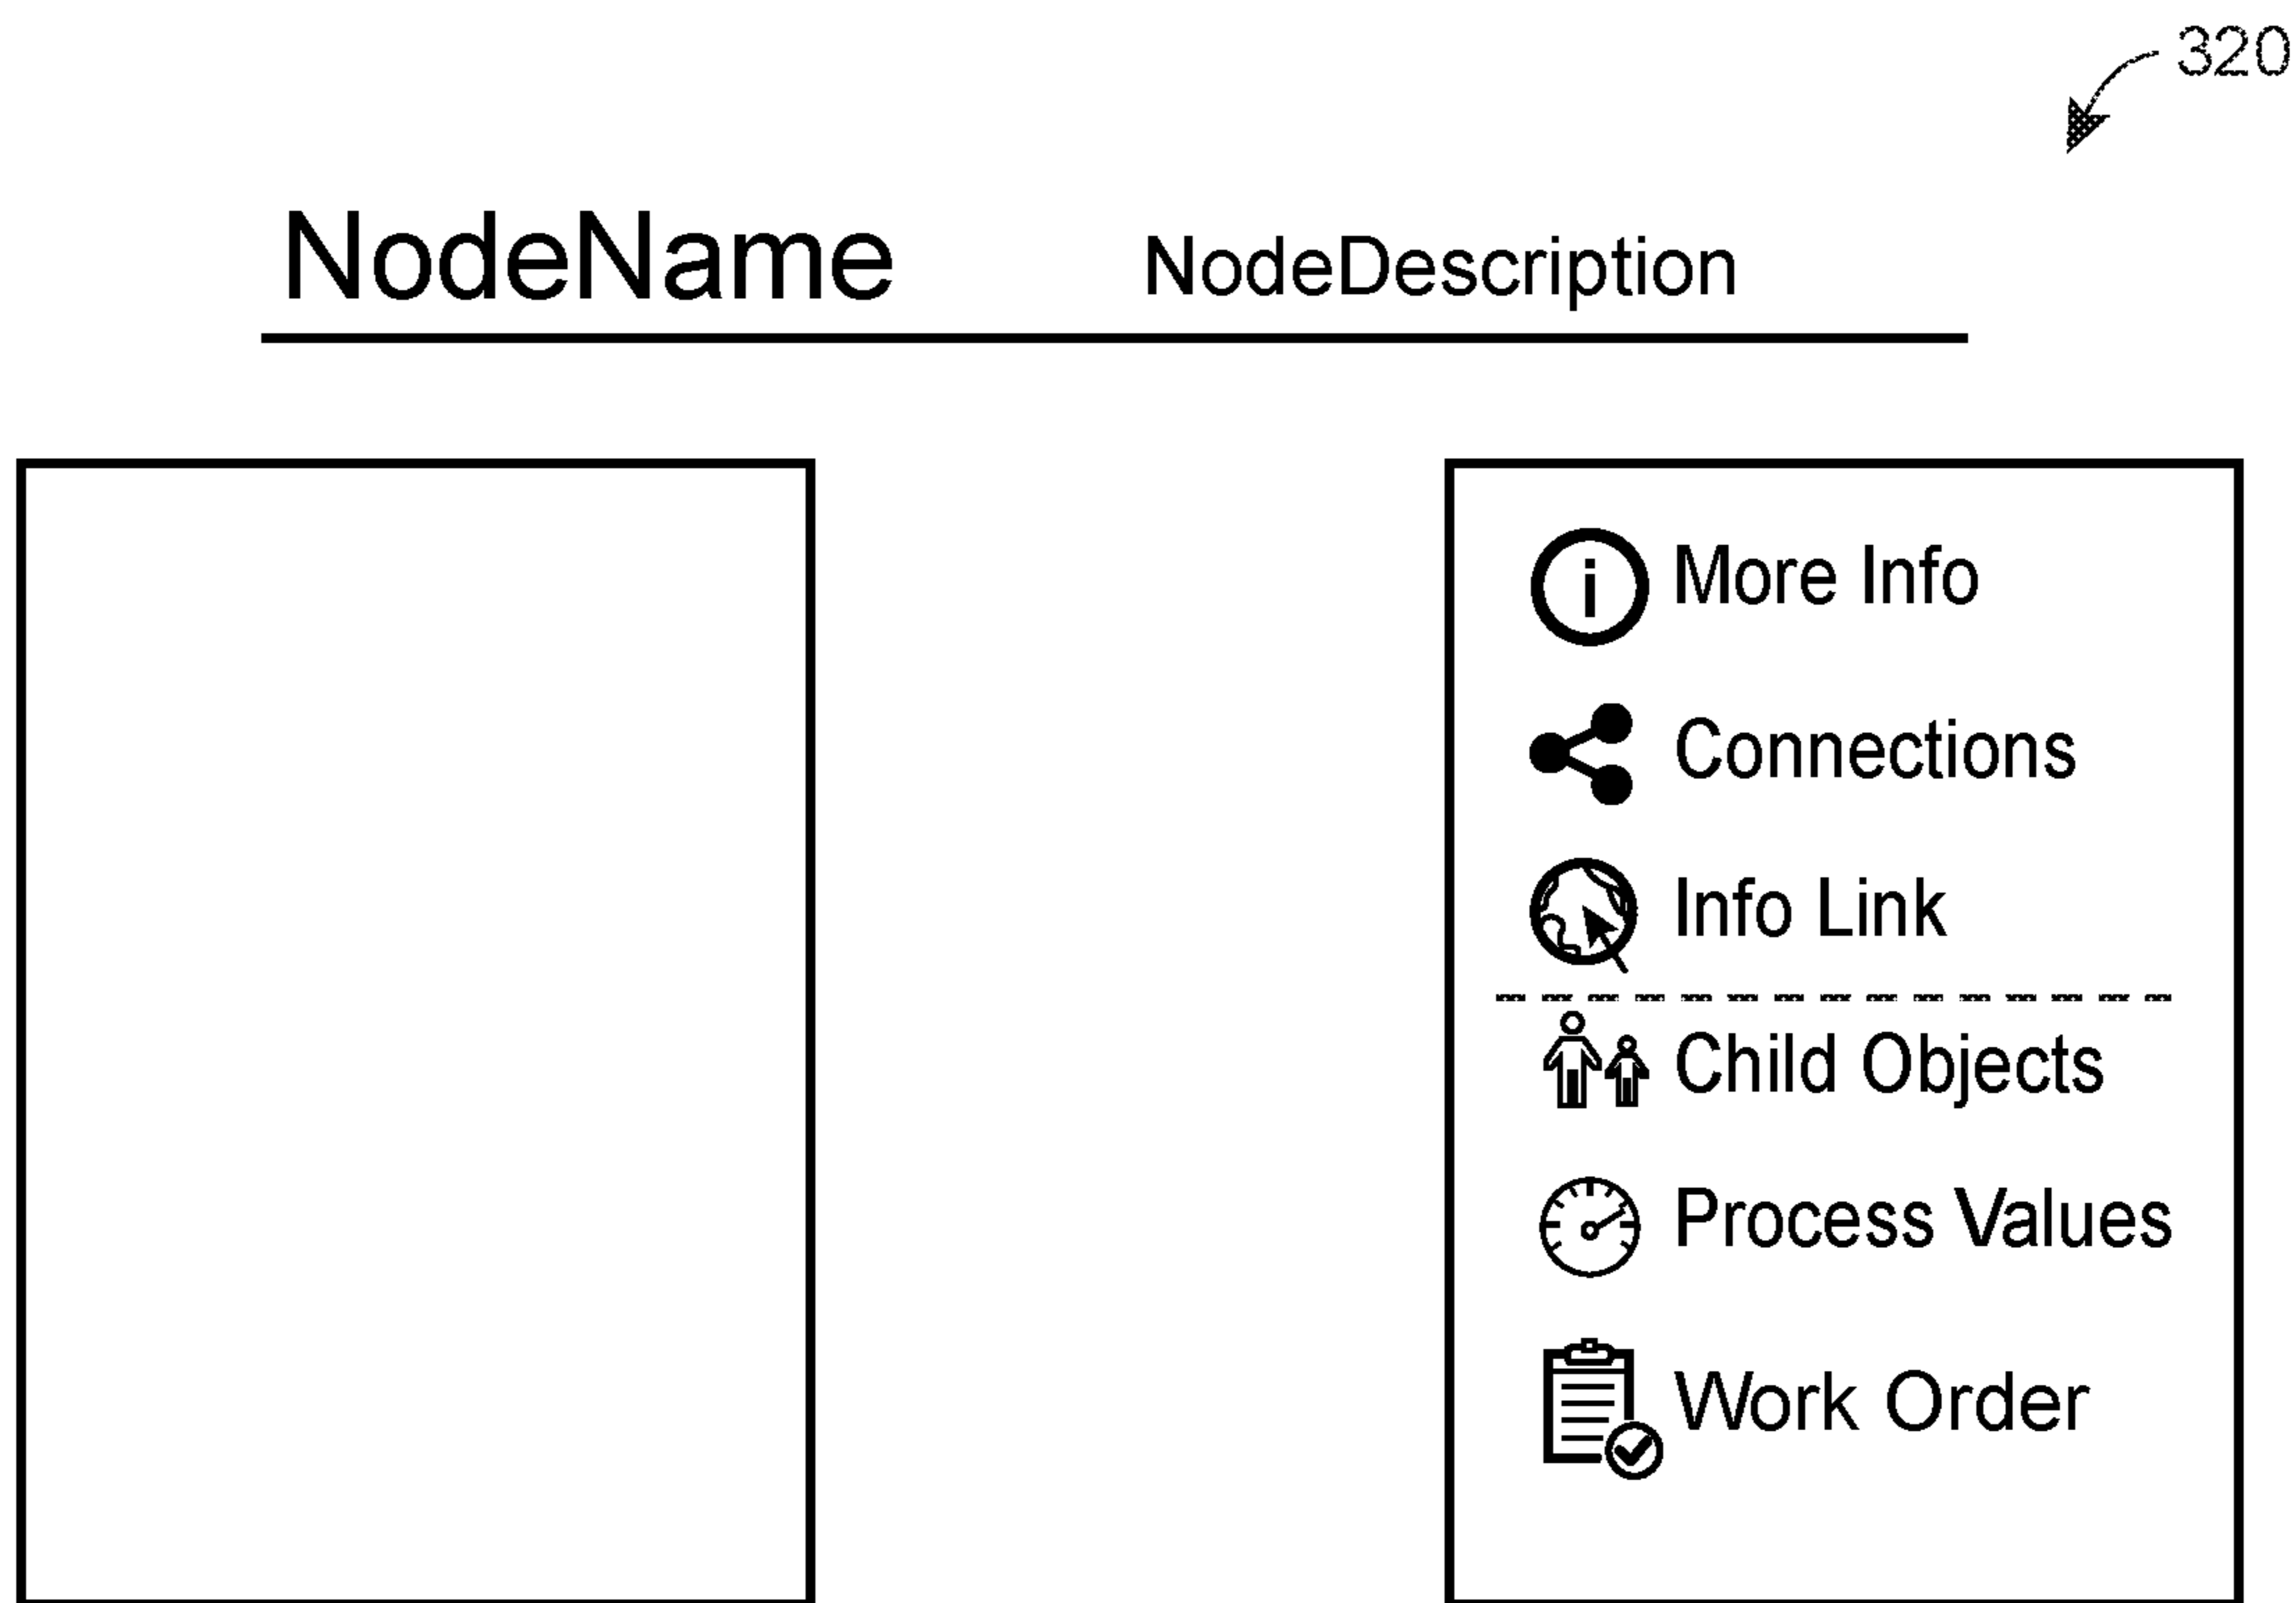 320
NodeName NodeDescription
More Info
Connections
Info Link
Child Objects
Process Values
Work Order